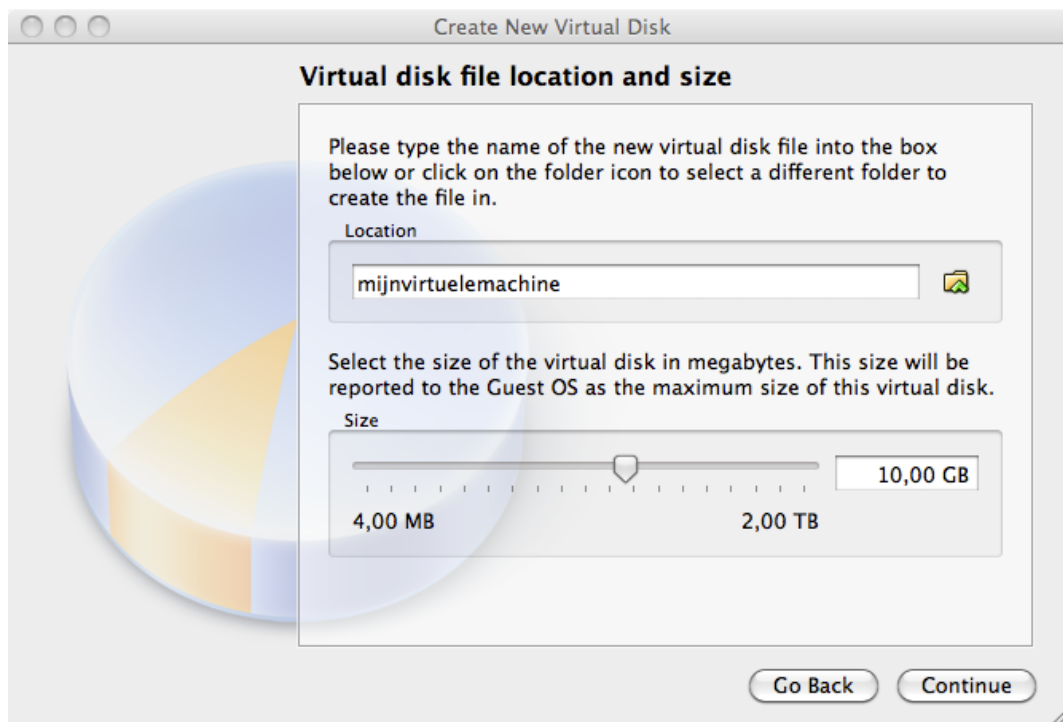 Create New Virtual Disk
Virtual disk file location and size
Please type the name of the new virtual disk file into the box
below or click on the folder icon to select a different folder to
create the file in.
Location
mijnvirtuelemachine
Select the size of the virtual disk in megabytes. This size will be
reported to the Guest OS as the maximum size of this virtual disk.
Size
10,00 GB
4,00 MB 2,00 TB
Go Back Continue